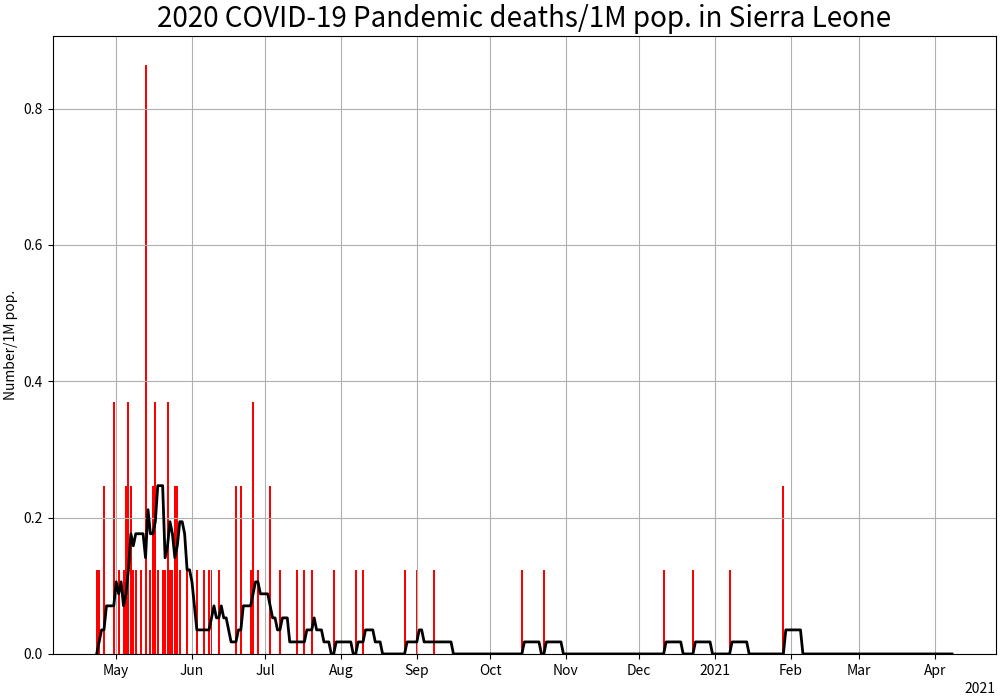 2020 COVID-19 Pandemic deaths/1M pop. in Sierra Leone
Number/1M pop.
0.8
0.6
0.4
0.2
0.0
May Jun Jul Aug Sep Oct Nov Dec 2021 Feb Mar Apr
2021